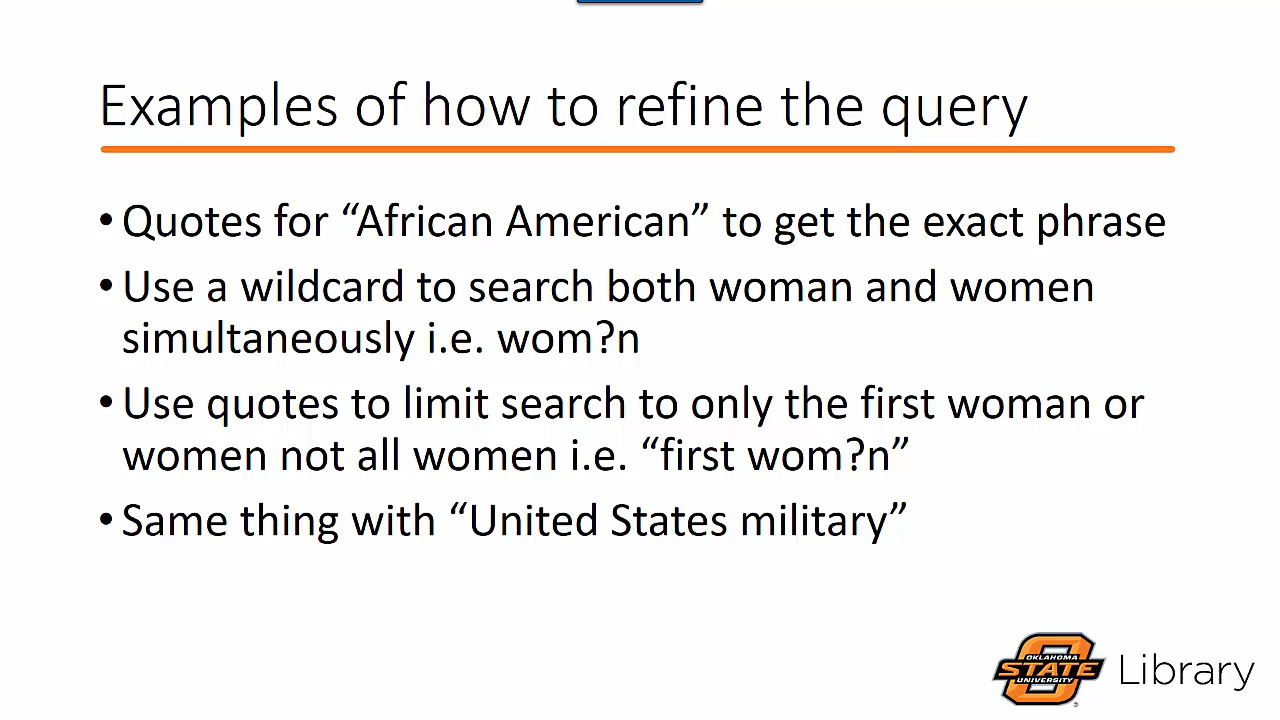 Examples of how to refine the query
• Quotes for “African American” to get the exact phrase
• Use a wildcard to search both woman and women
simultaneously i.e. wom?n
• Use quotes to limit search to only the first woman or
women not all women i.e. “first wom?n”
• Same thing with “United States military”
OKLAHOMA
STATE
UNIVERSITY
Library